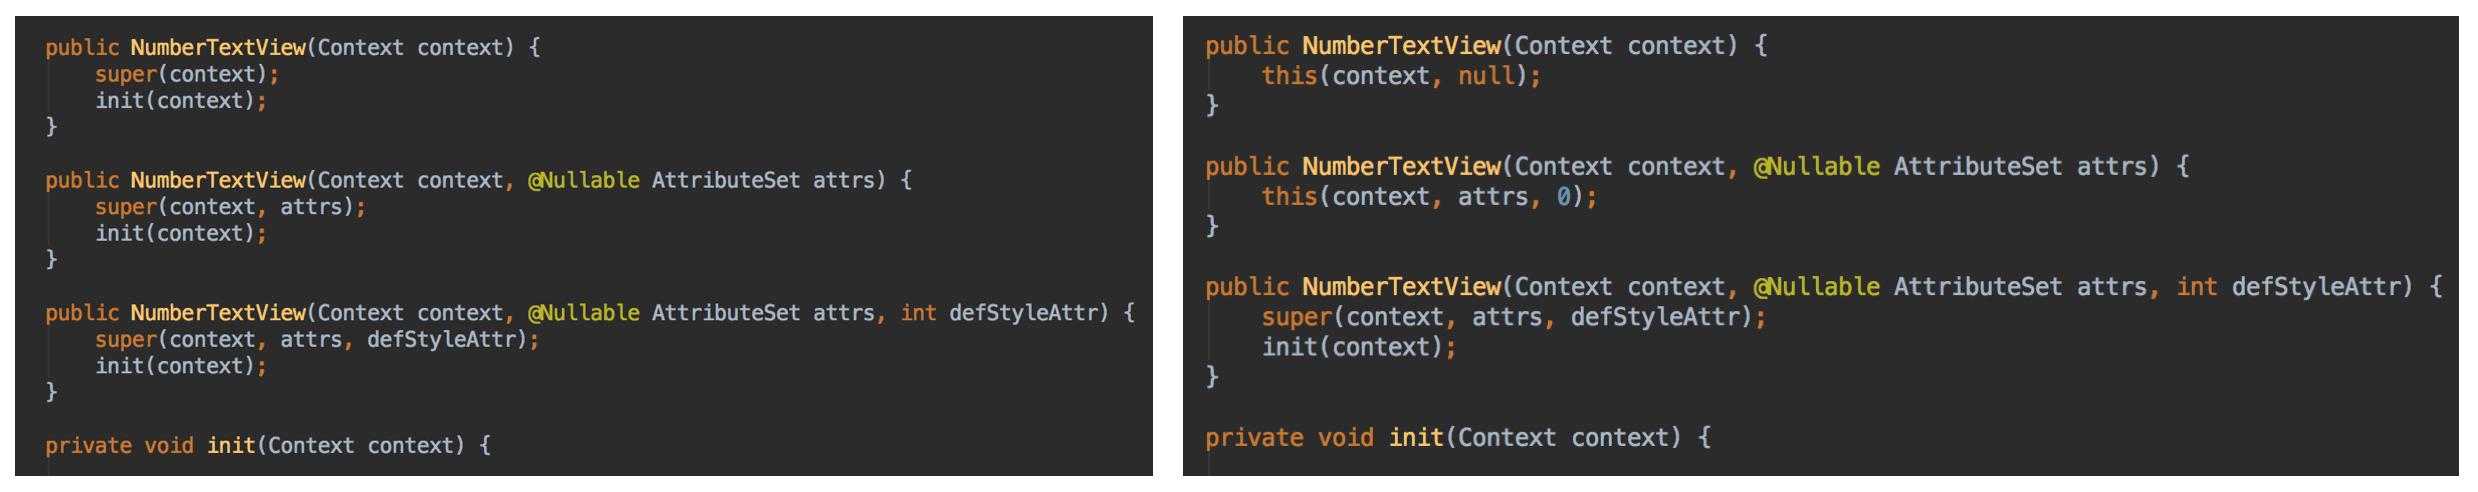 public NumberTextView(Context context) {
    super(context);
    init(context);
}

public NumberTextView(Context context, @Nullable AttributeSet attrs) {
    super(context, attrs);
    init(context);
}

public NumberTextView(Context context, @Nullable AttributeSet attrs, int defStyleAttr) {
    super(context, attrs, defStyleAttr);
    init(context);
}

private void init(Context context) {

public NumberTextView(Context context) {
    this(context, null);
}

public NumberTextView(Context context, @Nullable AttributeSet attrs) {
    this(context, attrs, 0);
}

public NumberTextView(Context context, @Nullable AttributeSet attrs, int defStyleAttr) {
    super(context, attrs, defStyleAttr);
    init(context);
}

private void init(Context context) {